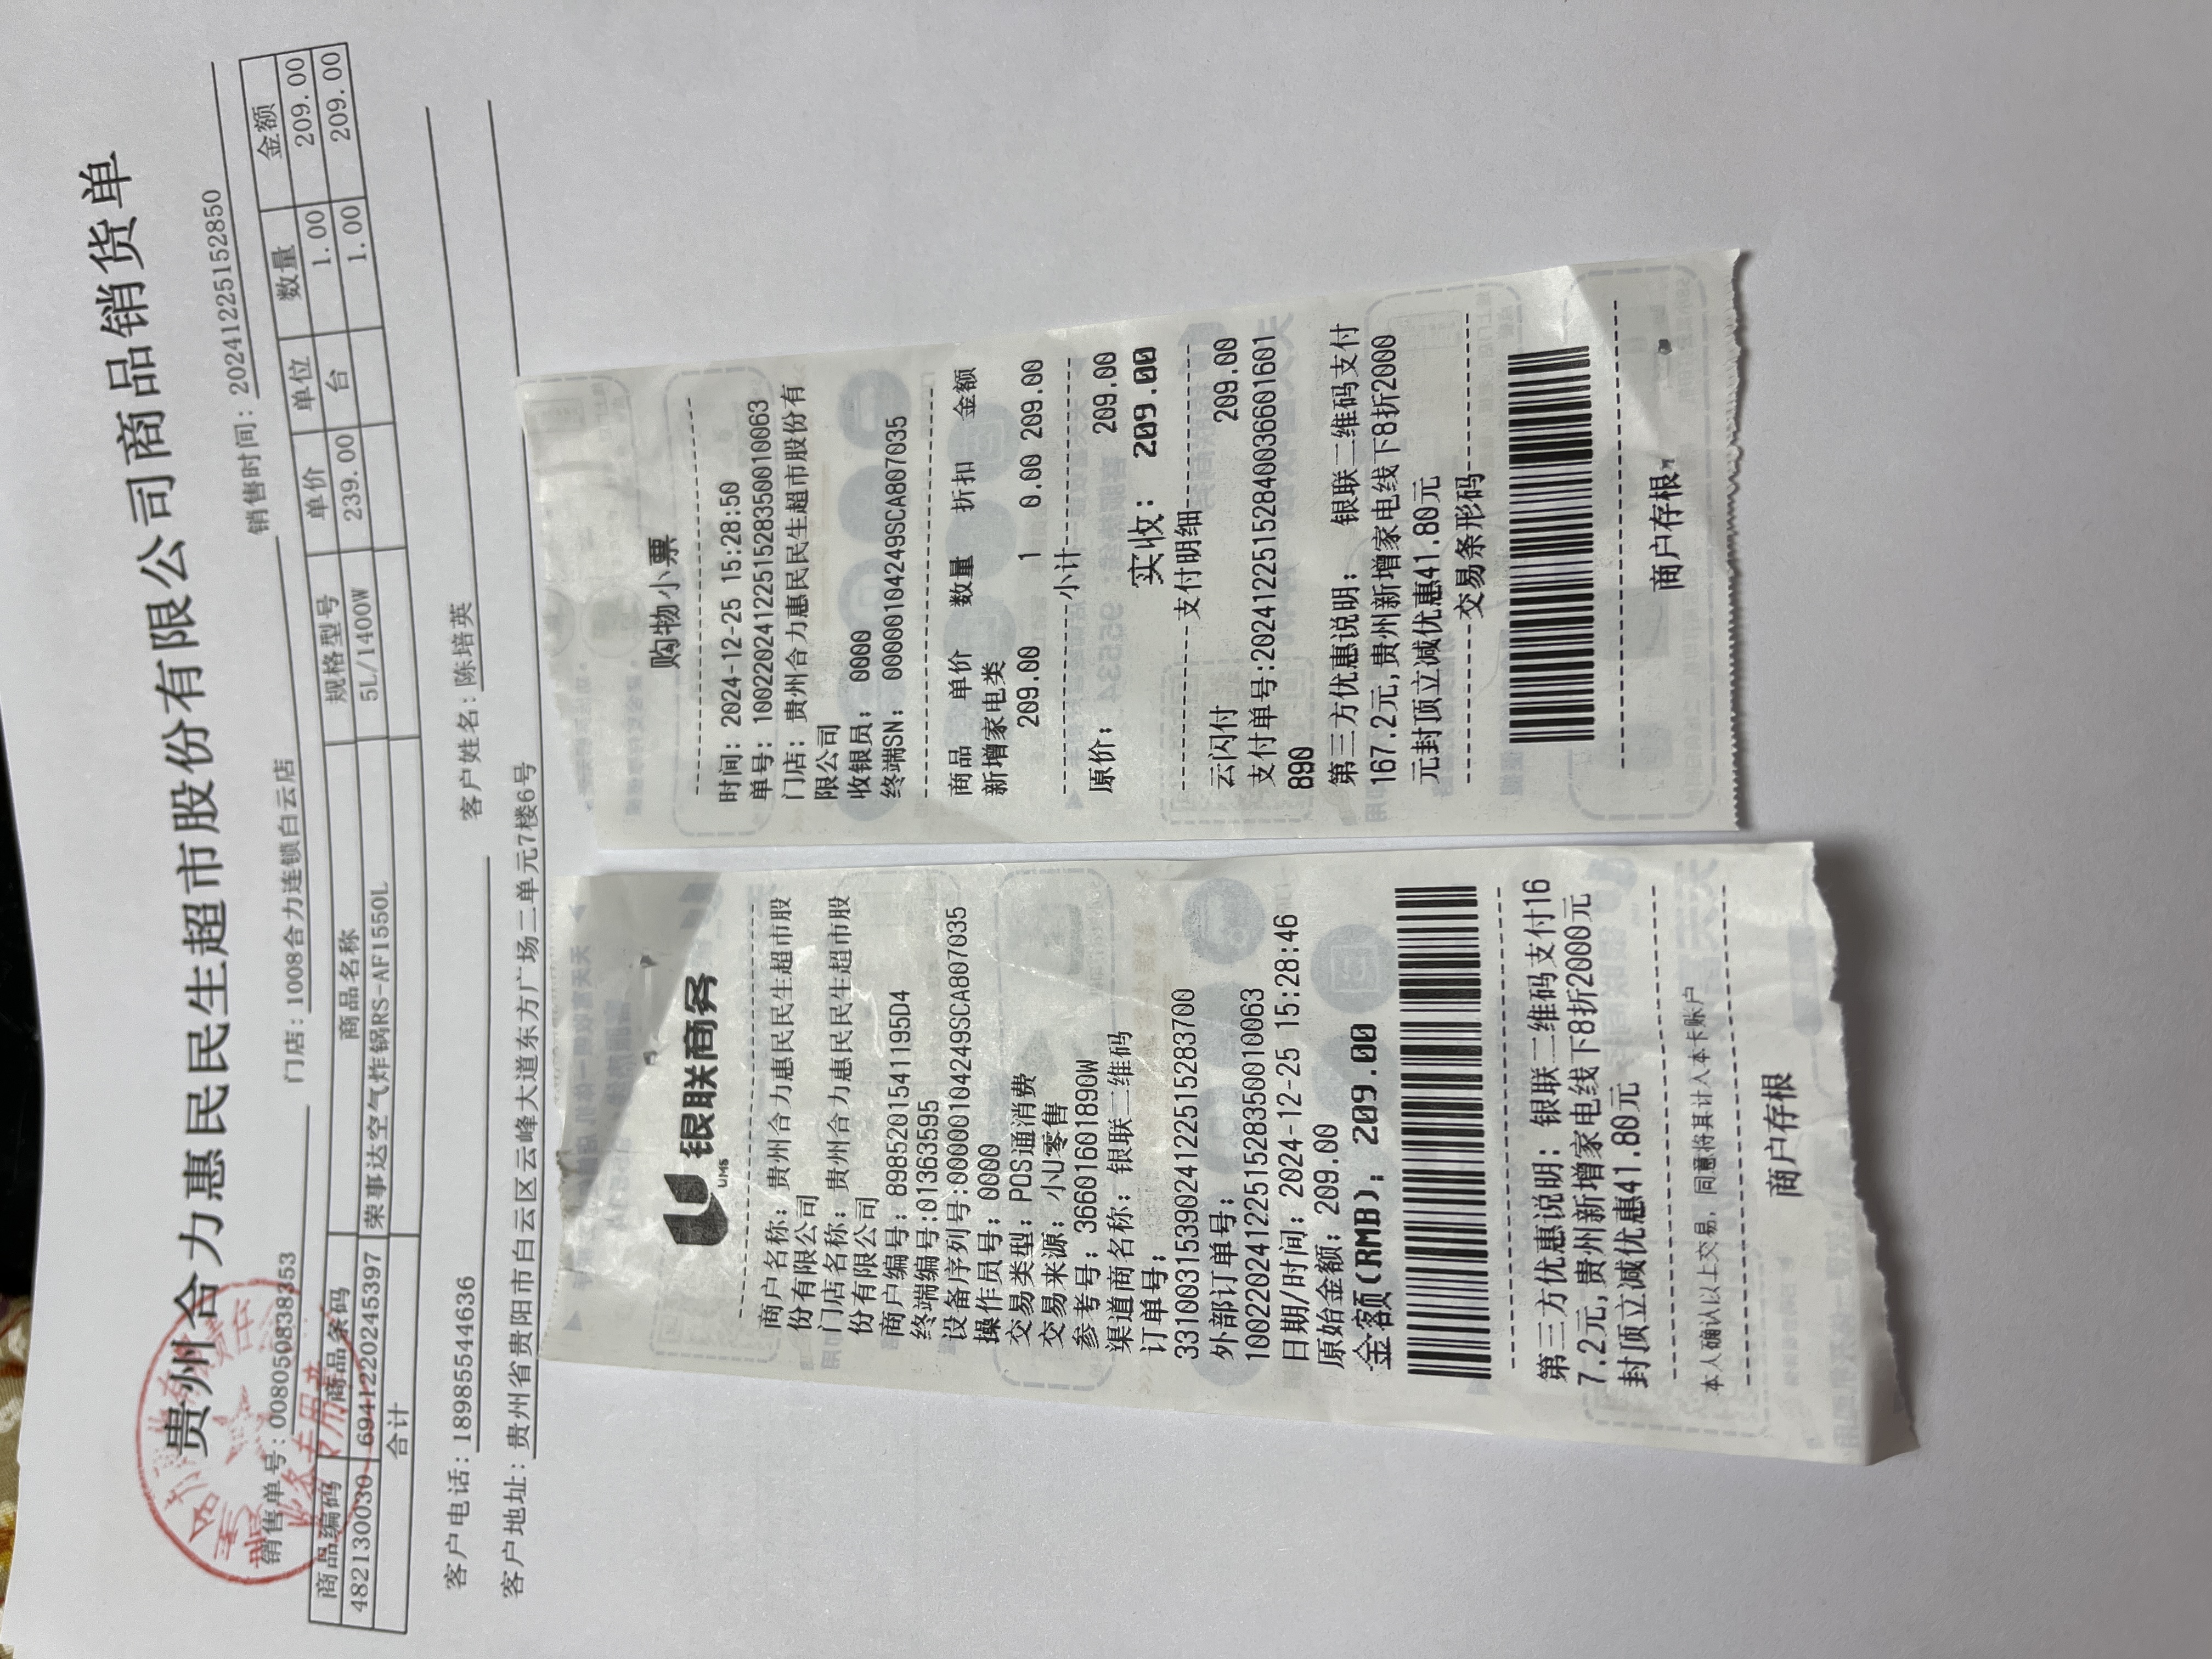 贵州合力惠民民生超市股份有限公司商品销货单
销售单号: 008050838353 门店: 1008合力连锁白云店 销售时间: 20241225152850
商品编码 商品条码 商品名称 规格型号 单价 单位 数量 金额
482130030 6941220245397 荣事达空气炸锅RS-AF1550L 5L/1400W 239.00 台 1.00 209.00
合计 1.00 209.00
客户电话: 18985544636 客户姓名: 陈培英
客户地址: 贵州省贵阳市白云区云峰大道东方广场二单元7楼6号
银联商务
UMS
商户名称: 贵州合力惠民民生超市股
份有限公司
门店名称: 贵州合力惠民民生超市股
份有限公司
商户编号: 8985201541195D4
终端编号:01363595
设备序列号:00000104249SCA807035
操作员号: 0000
交易类型: POS通消费
交易来源: 小U零售
参考号: 36601601890W
渠道商名称: 银联二维码
订单号:
33100315390241225152837​00
外部订单号:
1002202412251528350010063
日期/时间: 2024-12-25 15:28:46
原始金额: 209.00
金额(RMB): 209.00
第三方优惠说明: 银联二维码支付16
7.2元,贵州新增家电线下8折2000元
封顶立减优惠41.80元
本人确认以上交易, 同意将其计入本卡账户
商户存根
购物小票
时间: 2024-12-25 15:28:50
单号: 1002202412251528350010063
门店: 贵州合力惠民民生超市股份有
限公司
收银员: 0000
终端SN: 00000104249SCA807035
商品 单价 数量 折扣 金额
新增家电类
209.00 1 0.00 209.00
小计
原价: 209.00
实收: 209.00
支付明细
云闪付 209.00
支付单号:20241225152840036601601
890
第三方优惠说明: 银联二维码支付
167.2元,贵州新增家电线下8折2000
元封顶立减优惠41.80元
交易条形码
商户存根